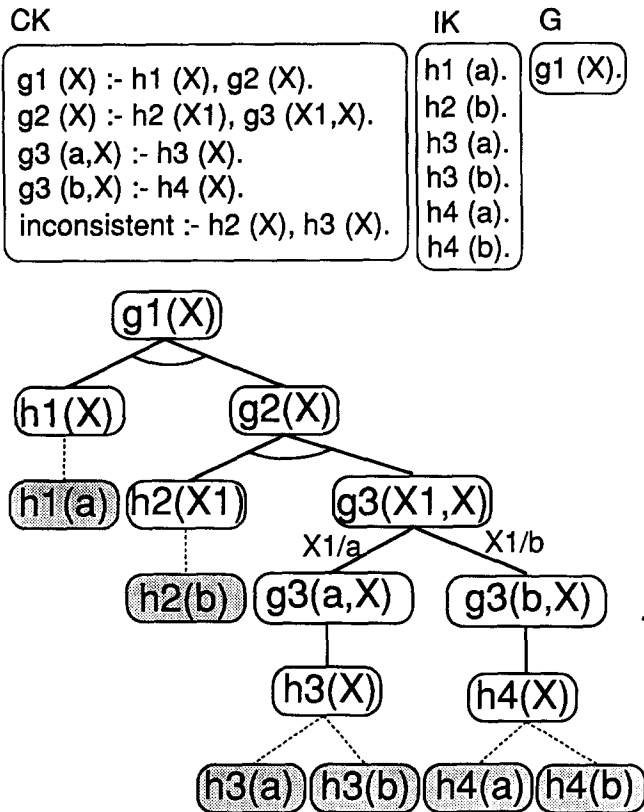 CK
IK
G
g1 (X) :- h1 (X), g2 (X).
g2 (X) :- h2 (X1), g3 (X1,X).
g3 (a,X) :- h3 (X).
g3 (b,X) :- h4 (X).
inconsistent :- h2 (X), h3 (X).
h1 (a).
h2 (b).
h3 (a).
h3 (b).
h4 (a).
h4 (b).
g1 (X).
g1(X)
h1(X)
g2(X)
h1(a)
h2(X1)
g3(X1,X)
X1/a
X1/b
h2(b)
g3(a,X)
g3(b,X)
h3(X)
h4(X)
h3(a)
h3(b)
h4(a)
h4(b)